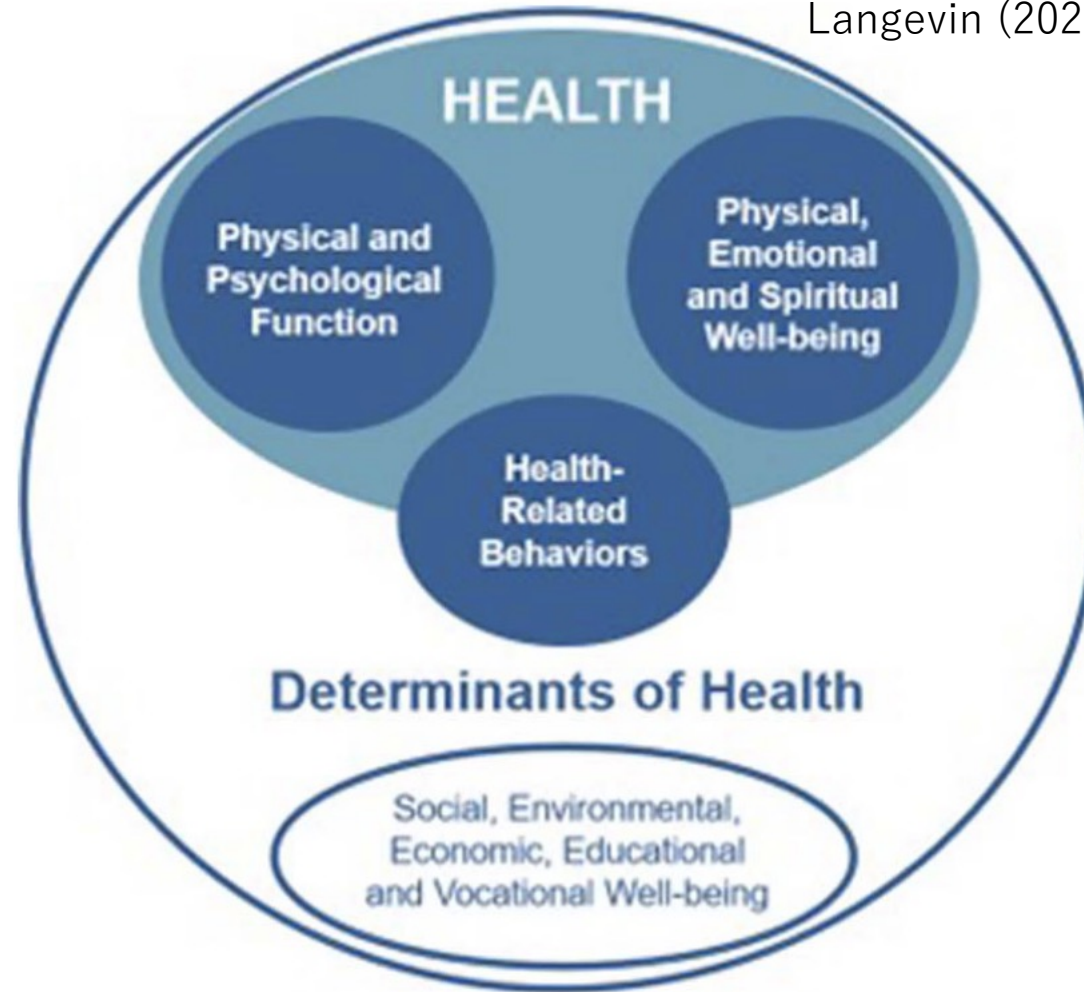 Langevin (202
HEALTH
Physical and
Psychological
Function
Physical,
Emotional
and Spiritual
Well-being
Health-
Related
Behaviors
Determinants of Health
Social, Environmental,
Economic, Educational
and Vocational Well-being